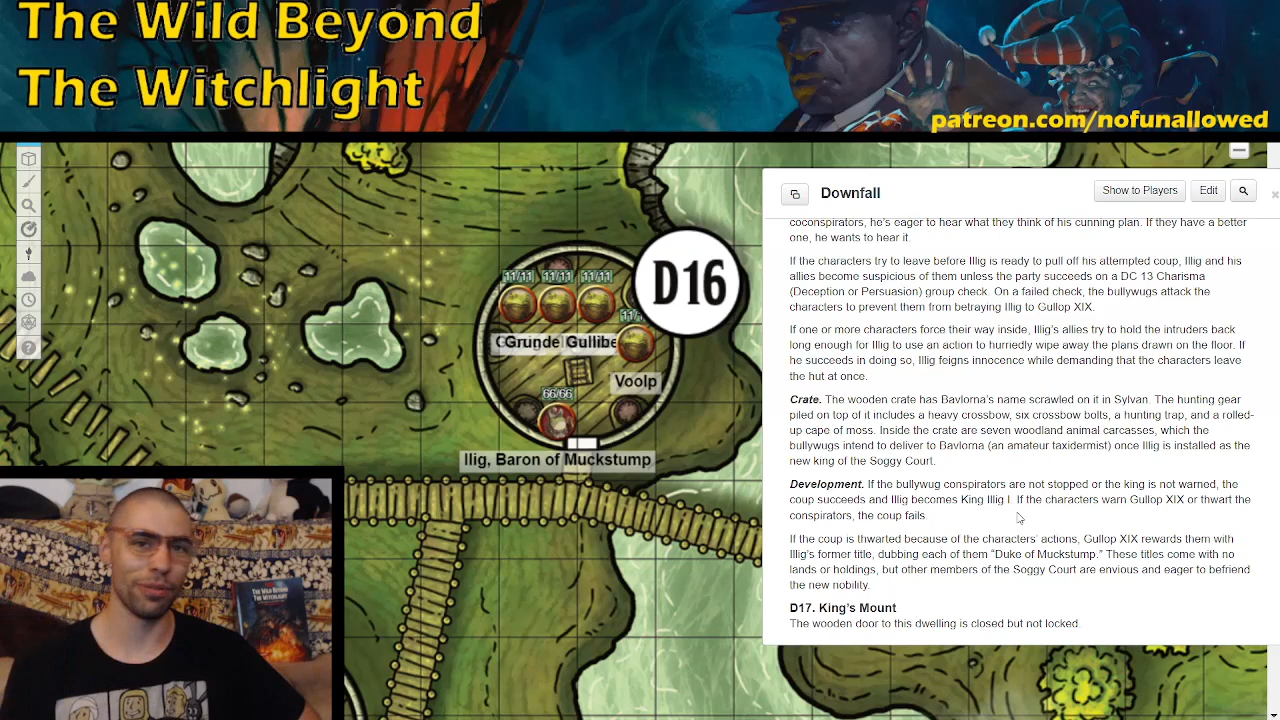 The Wild Beyond
The Witchlight
patreon.com/nofunallowed
Downfall
Show to Players
Edit
coconspirators, he's eager to hear what they think of his cunning plan. If they have a better
one, he wants to hear it.
If the characters try to leave before Illig is ready to pull off his attempted coup, Illig and his
allies become suspicious of them unless the party succeeds on a DC 13 Charisma
(Deception or Persuasion) group check. On a failed check, the bullywugs attack the
characters to prevent them from betraying Illig to Gullop XIX.
If one or more characters force their way inside, Illig's allies try to hold the intruders back
long enough for Illig to use an action to hurriedly wipe away the plans drawn on the floor. If
he succeeds in doing so, Illig feigns innocence while demanding that the characters leave
the hut at once.
Crate. The wooden crate has Bavlorna's name scrawled on it in Sylvan. The hunting gear
piled on top of it includes a heavy crossbow, six crossbow bolts, a hunting trap, and a rolled-
up cape of moss. Inside the crate are sewn woodland animal carcasses, which the
bullywugs intend to deliver to Bavlorna (an amateur taxidermist) once Illig is installed as the
new king of the Soggy Court.
Development. If the bullywug conspirators are not stopped or the king is not warned, the
coup succeeds and Illig becomes King Illig I. If the characters warn Gullop XIX or thwart the
conspirators, the coup fails.
If the coup is thwarted because of the characters' actions, Gullop XIX rewards them with
Illig's former title, dubbing each of them "Duke of Muckstump." These titles come with no
lands or holdings, but other members of the Soggy Court are envious and eager to befriend
the new nobility.
D17. King's Mount
The wooden door to this dwelling is closed but not locked.
D16
11/11 11/11 11/11
Grunde Gullibe
Voolp
66/66
Ilig, Baron of Muckstump
The Wild Beyond
The Witchlight